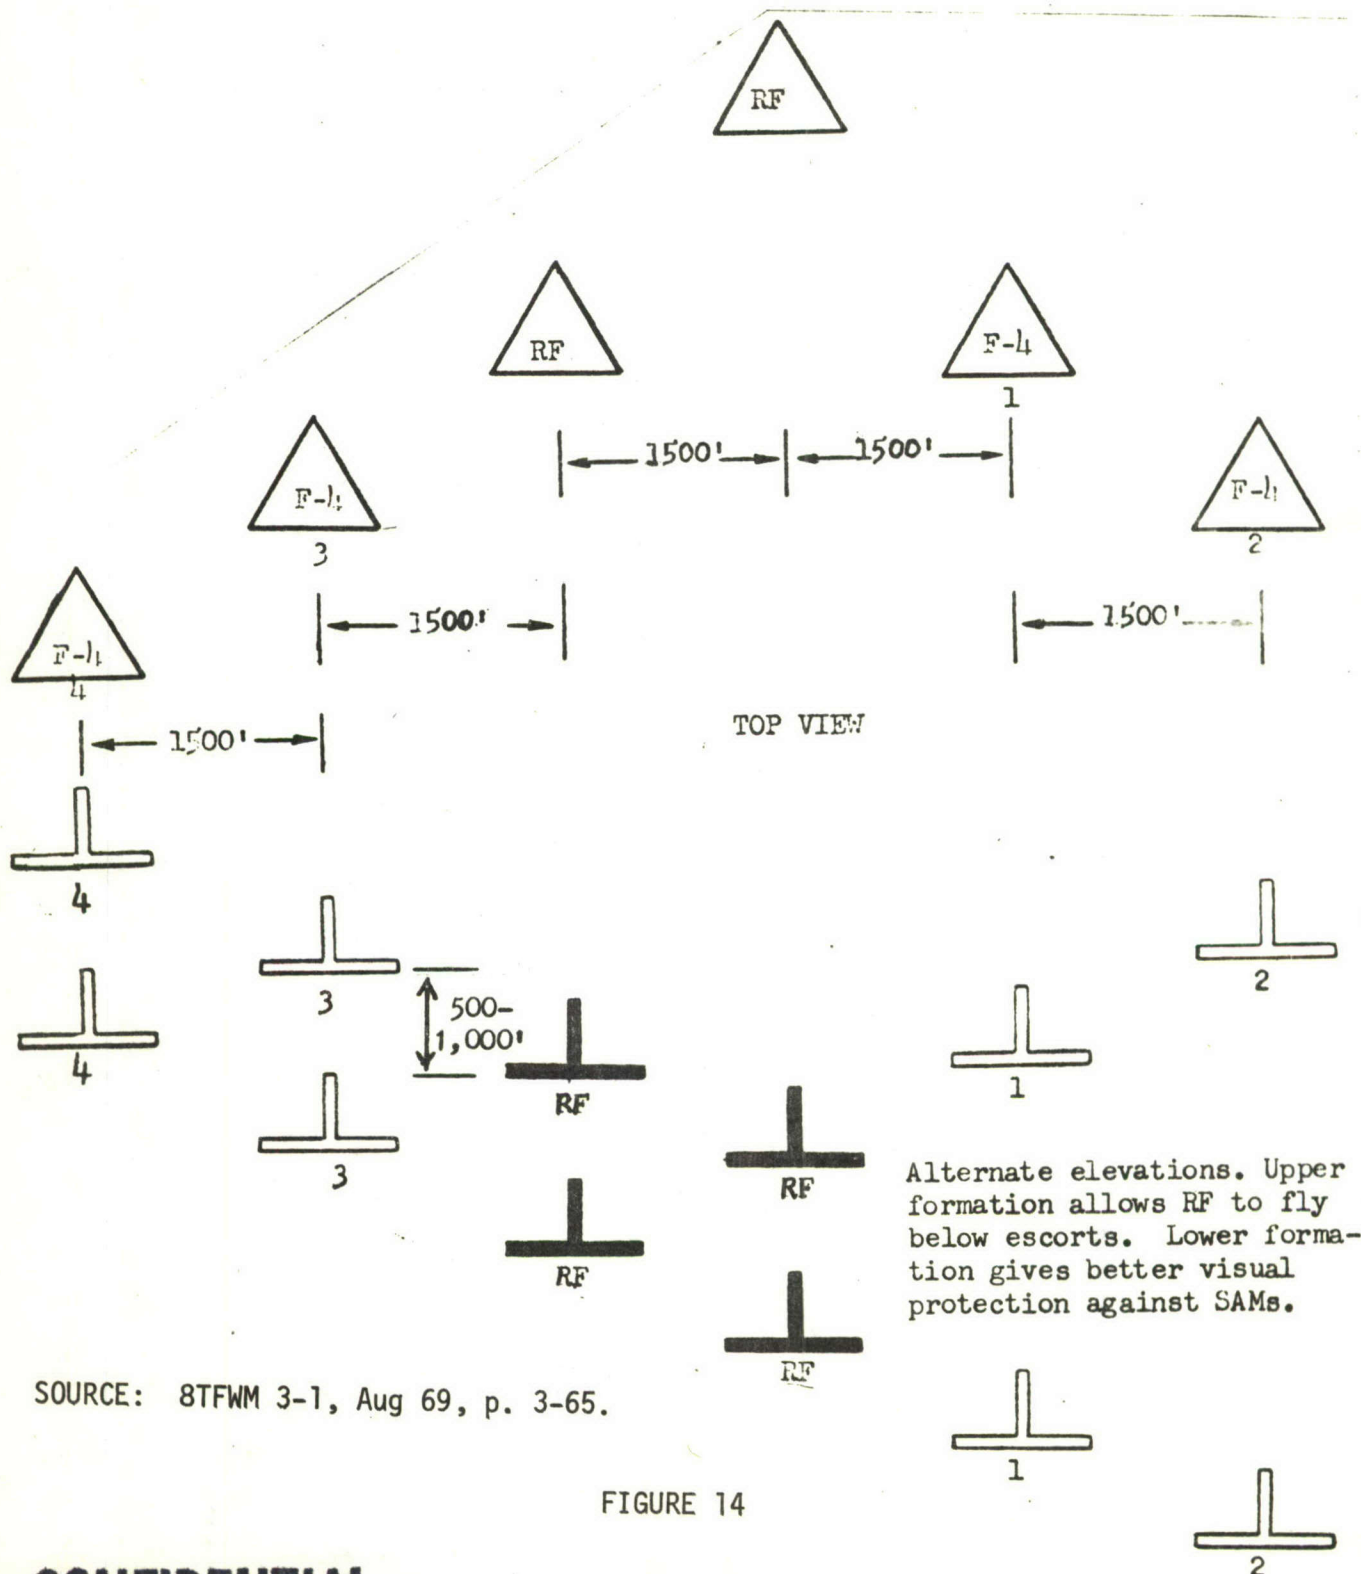 RF
RF
F-4
1
1500'
1500'
F-4
3
F-4
2
1500'
1500'
F-4
4
1500'
TOP VIEW
4
3
2
500-
1,000'
4
1
RF
3
RF
Alternate elevations. Upper
formation allows RF to fly
below escorts. Lower forma-
tion gives better visual
protection against SAMs.
RF
RF
SOURCE: 8TFWM 3-1, Aug 69, p. 3-65.
1
FIGURE 14
2